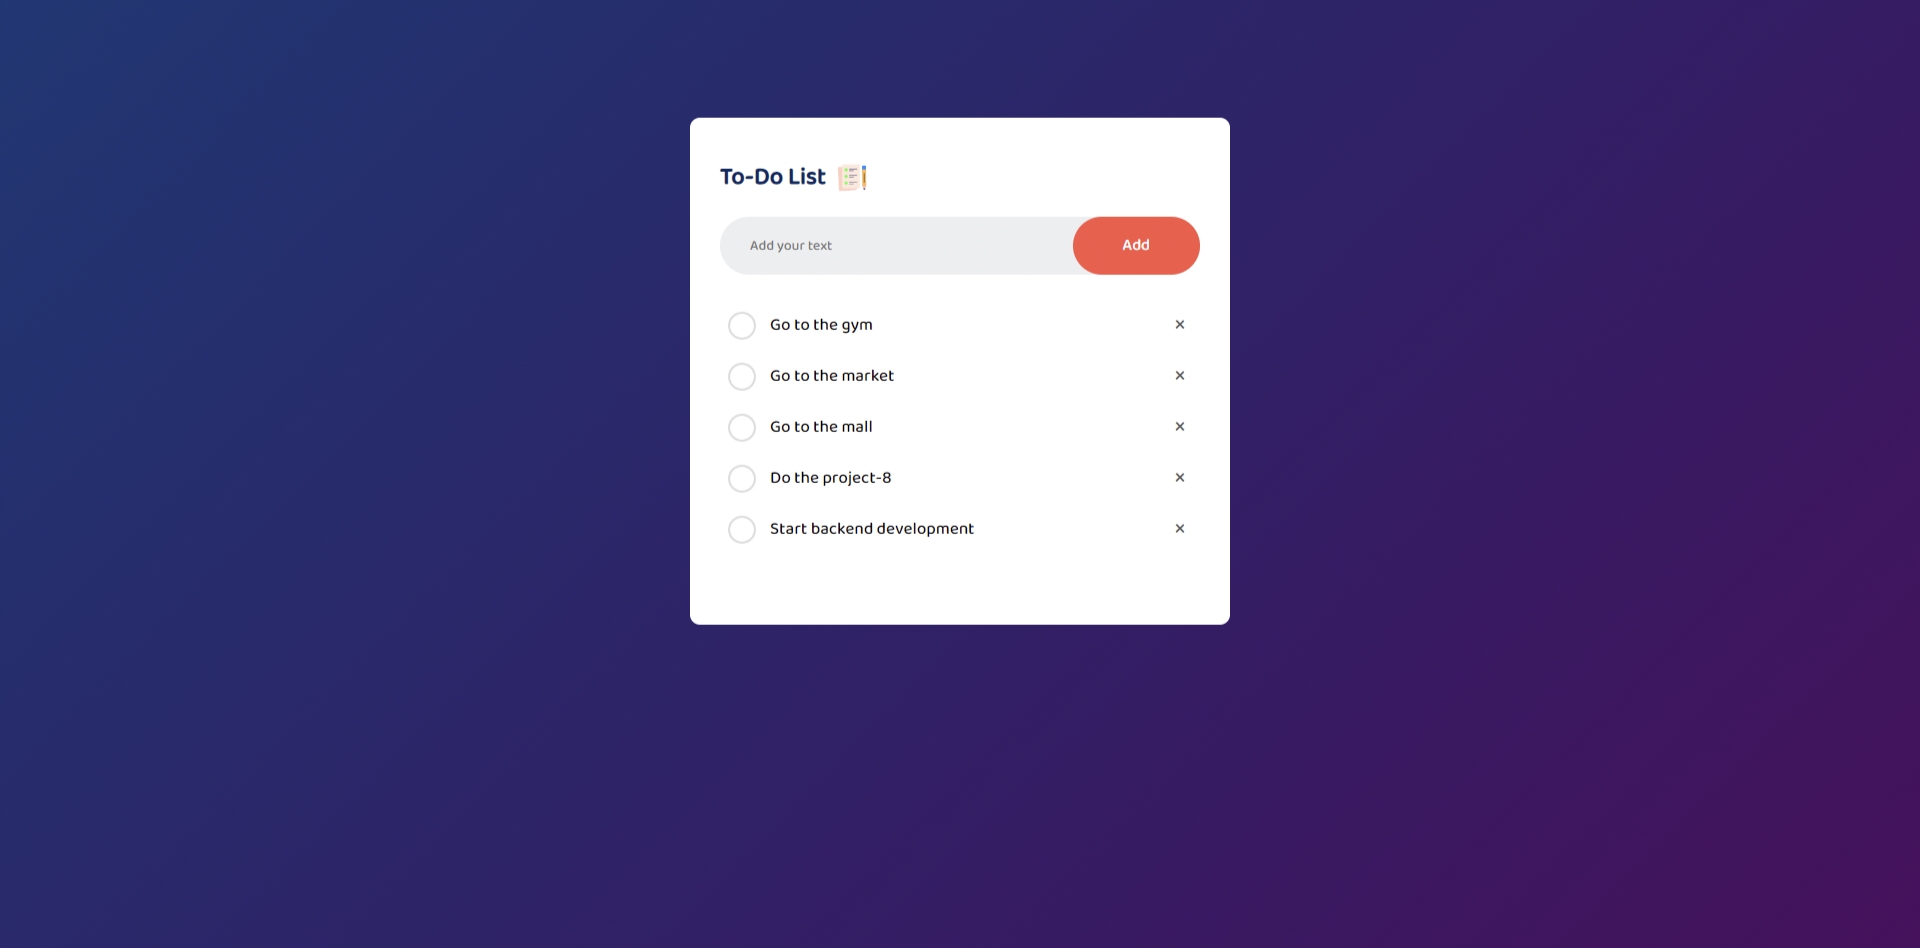 To-Do List
Add your text
Add
Go to the gym
×
Go to the market
×
Go to the mall
×
Do the project-8
×
Start backend development
×